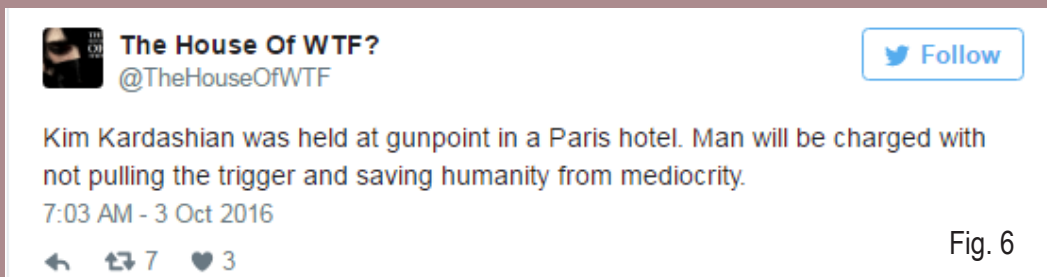 The House Of WTF?
@TheHouseOfWTF
Follow
Kim Kardashian was held at gunpoint in a Paris hotel. Man will be charged with
not pulling the trigger and saving humanity from mediocrity.
7:03 AM - 3 Oct 2016
7 3
Fig. 6